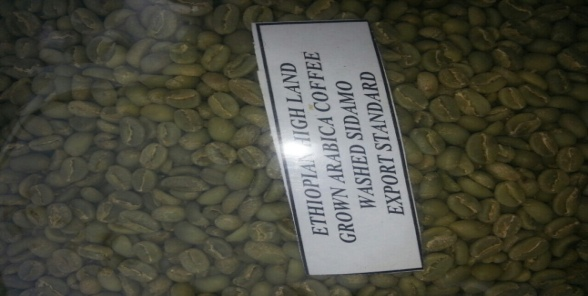 ETHIOPIAN HIGH LAND
GROWN ARABICA COFFEE
WASHED SIDAMO
EXPORT STANDARD